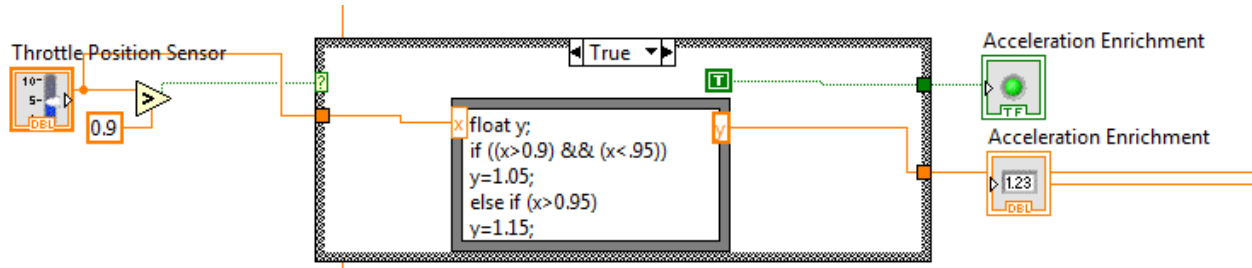 Throttle Position Sensor
10-
5-
DBL
0.9
>
?
True
T
x
float y;
if ((x>0.9) && (x<.95))
y=1.05;
else if (x>0.95)
y=1.15;
y
Acceleration Enrichment
TF
Acceleration Enrichment
1.23
DBL